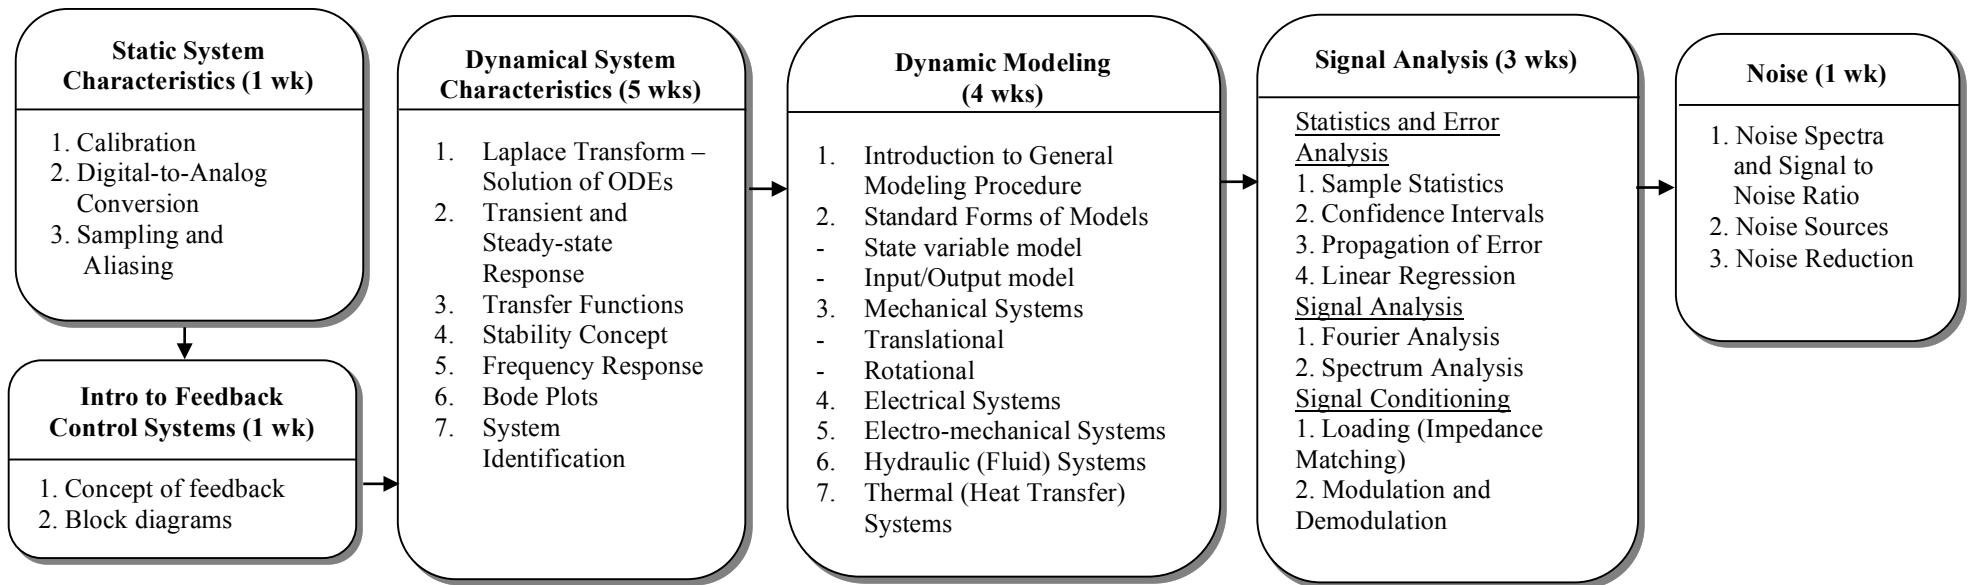 Static System
Characteristics (1 wk)
1. Calibration
2. Digital-to-Analog
Conversion
3. Sampling and
Aliasing
Intro to Feedback
Control Systems (1 wk)
1. Concept of feedback
2. Block diagrams
Dynamical System
Characteristics (5 wks)
1. Laplace Transform –
Solution of ODEs
2. Transient and
Steady-state
Response
3. Transfer Functions
4. Stability Concept
5. Frequency Response
6. Bode Plots
7. System
Identification
Dynamic Modeling
(4 wks)
1. Introduction to General
Modeling Procedure
2. Standard Forms of Models
- State variable model
- Input/Output model
3. Mechanical Systems
- Translational
- Rotational
4. Electrical Systems
5. Electro-mechanical Systems
6. Hydraulic (Fluid) Systems
7. Thermal (Heat Transfer)
Systems
Signal Analysis (3 wks)
Statistics and Error
Analysis
1. Sample Statistics
2. Confidence Intervals
3. Propagation of Error
4. Linear Regression
Signal Analysis
1. Fourier Analysis
2. Spectrum Analysis
Signal Conditioning
1. Loading (Impedance
Matching)
2. Modulation and
Demodulation
Noise (1 wk)
1. Noise Spectra
and Signal to
Noise Ratio
2. Noise Sources
3. Noise Reduction